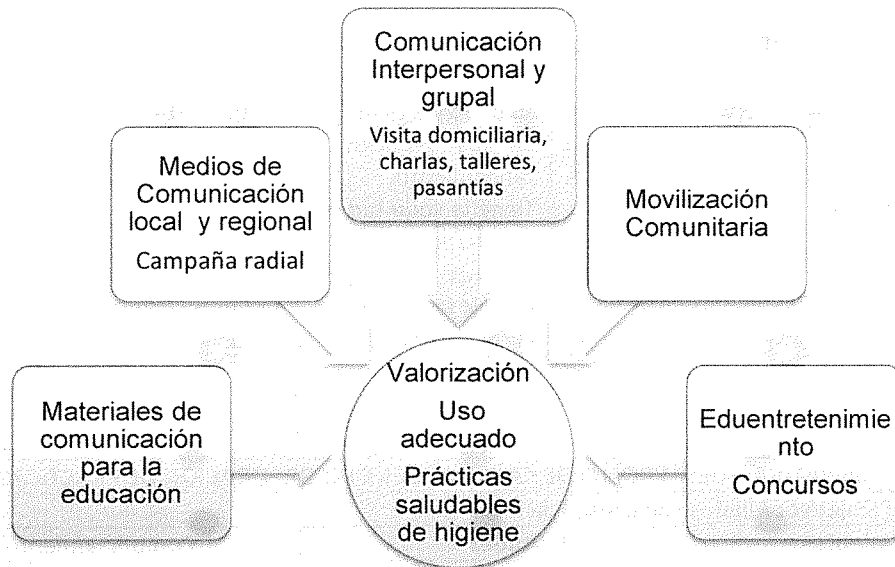 Comunicación
Interpersonal y
grupal
Visita domiciliaria,
charlas, talleres,
pasantías
Medios de
Comunicación
local y regional
Campaña radial
Movilización
Comunitaria
Materiales de
comunicación
para la
educación
Valorización
Uso
adecuado
Prácticas
saludables
de higiene
Eduentretenimie
nto
Concursos